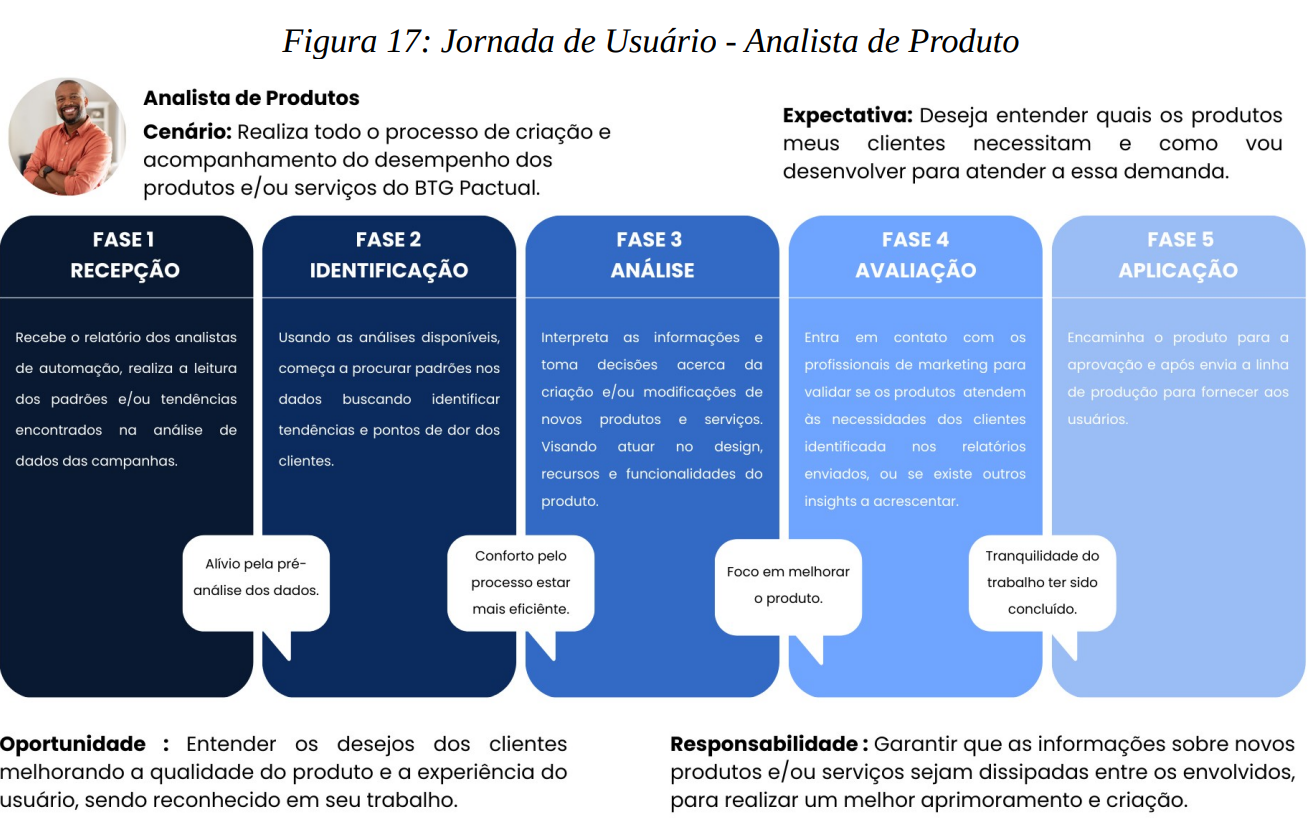 Figura 17: Jornada de Usuário - Analista de Produto
Analista de Produtos
Cenário: Realiza todo o processo de criação e
acompanhamento do desempenho dos
produtos e/ou serviços do BTG Pactual.
Expectativa: Deseja entender quais os produtos
meus clientes necessitam e como vou
desenvolver para atender a essa demanda.
FASE 1
RECEPÇÃO
Recebe o relatório dos analistas
de automação, realiza a leitura
dos padrões e/ou tendências
encontrados na análise de
dados das campanhas.
Alívio pela pré-
análise dos dados.
FASE 2
IDENTIFICAÇÃO
Usando as análises disponíveis,
começa a procurar padrões nos
dados buscando identificar
tendências e pontos de dor dos
clientes.
Conforto pelo
processo estar
mais eficiênte.
FASE 3
ANÁLISE
Interpreta as informações e
toma decisões acerca da
criação e/ou modificações de
novos produtos e serviços.
Visando atuar no design,
recursos e funcionalidades do
produto.
Foco em melhorar
o produto.
FASE 4
AVALIAÇÃO
Entra em contato com os
profissionais de marketing para
validar se os produtos atendem
às necessidades dos clientes
identificada nos relatórios
enviados, ou se existe outros
insights a acrescentar.
Tranquilidade do
trabalho ter sido
concluído.
FASE 5
APLICAÇÃO
Encaminha o produto para a
aprovação e após envia a linha
de produção para fornecer aos
usuários.
Oportunidade : Entender os desejos dos clientes
melhorando a qualidade do produto e a experiência do
usuário, sendo reconhecido em seu trabalho.
Responsabilidade : Garantir que as informações sobre novos
produtos e/ou serviços sejam dissipadas entre os envolvidos,
para realizar um melhor aprimoramento e criação.